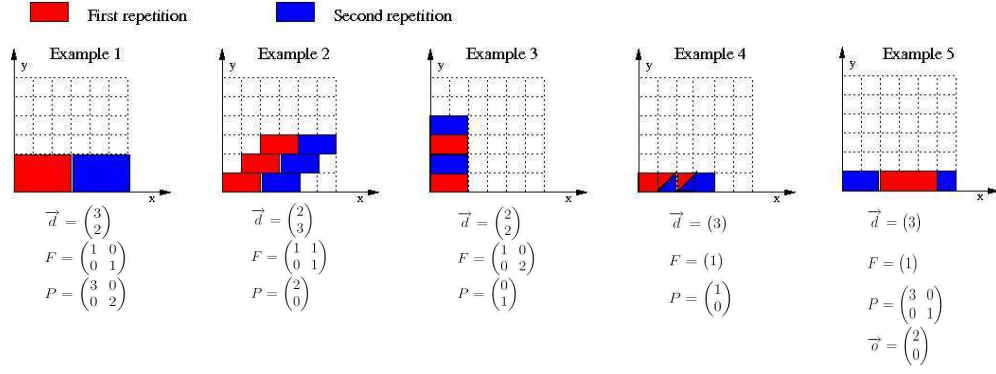 First repetition
Second repetition
Example 1
Example 2
Example 3
Example 4
Example 5
y
y
y
y
y
x
x
x
x
x
d = (3 2)
F = (1 0 0 1)
P = (3 0 0 2)
d = (2 3)
F = (1 1 0 1)
P = (2 0)
d = (2 2)
F = (1 0 0 2)
P = (0 1)
d = (3)
F = (1)
P = (1 0)
d = (3)
F = (1)
P = (3 0 0 1)
o = (2 0)